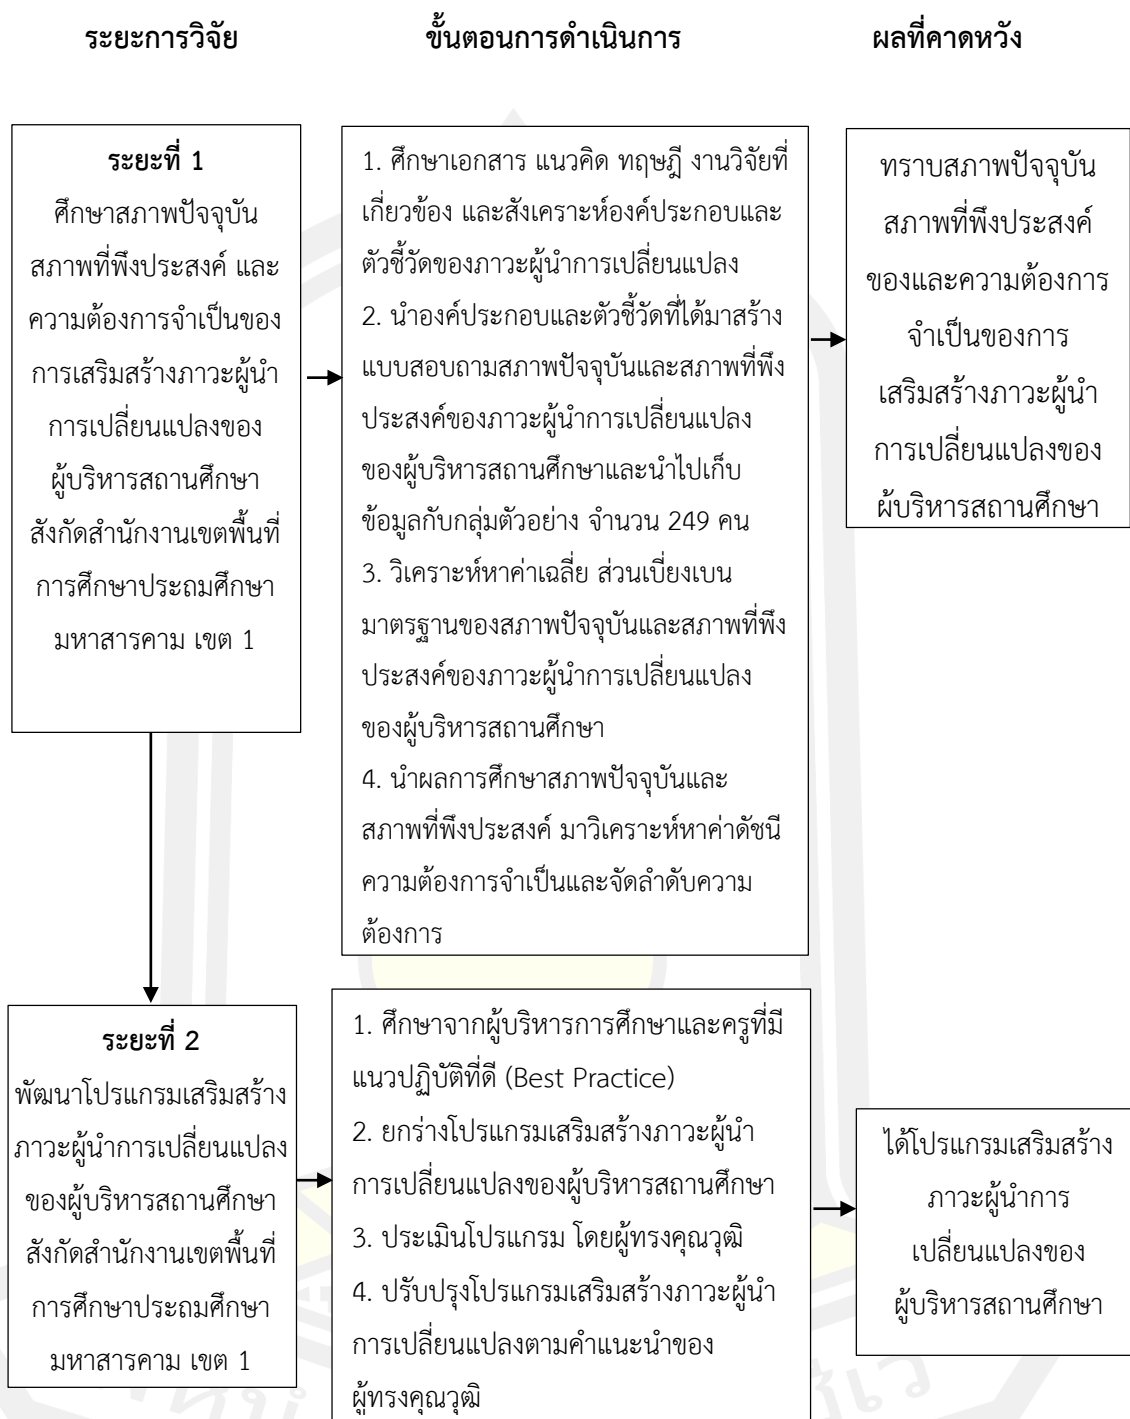 ระยะการวิจัย
ขั้นตอนการดำเนินการ
ผลที่คาดหวัง
ระยะที่ 1
ศึกษาสภาพปัจจุบัน
สภาพที่พึงประสงค์ และ
ความต้องการจำเป็นของ
การเสริมสร้างภาวะผู้นำ
การเปลี่ยนแปลงของ
ผู้บริหารสถานศึกษา
สังกัดสำนักงานเขตพื้นที่
การศึกษาประถมศึกษา
มหาสารคาม เขต 1
1. ศึกษาเอกสาร แนวคิด ทฤษฎี งานวิจัยที่
เกี่ยวข้อง และสังเคราะห์องค์ประกอบและ
ตัวชี้วัดของภาวะผู้นำการเปลี่ยนแปลง
2. นำองค์ประกอบและตัวชี้วัดที่ได้มาสร้าง
แบบสอบถามสภาพปัจจุบันและสภาพที่พึง
ประสงค์ของภาวะผู้นำการเปลี่ยนแปลง
ของผู้บริหารสถานศึกษาและนำไปเก็บ
ข้อมูลกับกลุ่มตัวอย่าง จำนวน 249 คน
3. วิเคราะห์หาค่าเฉลี่ย ส่วนเบี่ยงเบน
มาตรฐานของสภาพปัจจุบันและสภาพที่พึง
ประสงค์ของภาวะผู้นำการเปลี่ยนแปลง
ของผู้บริหารสถานศึกษา
4. นำผลการศึกษาสภาพปัจจุบันและ
สภาพที่พึงประสงค์ มาวิเคราะห์หาค่าดัชนี
ความต้องการจำเป็นและจัดลำดับความ
ต้องการ
ทราบสภาพปัจจุบัน
สภาพที่พึงประสงค์
ของและความต้องการ
จำเป็นของการ
เสริมสร้างภาวะผู้นำ
การเปลี่ยนแปลงของ
ผู้บริหารสถานศึกษา
ระยะที่ 2
พัฒนาโปรแกรมเสริมสร้าง
ภาวะผู้นำการเปลี่ยนแปลง
ของผู้บริหารสถานศึกษา
สังกัดสำนักงานเขตพื้นที่
การศึกษาประถมศึกษา
มหาสารคาม เขต 1
1. ศึกษาจากผู้บริหารการศึกษาและครูที่มี
แนวปฏิบัติที่ดี (Best Practice)
2. ยกร่างโปรแกรมเสริมสร้างภาวะผู้นำ
การเปลี่ยนแปลงของผู้บริหารสถานศึกษา
3. ประเมินโปรแกรม โดยผู้ทรงคุณวุฒิ
4. ปรับปรุงโปรแกรมเสริมสร้างภาวะผู้นำ
การเปลี่ยนแปลงตามคำแนะนำของ
ผู้ทรงคุณวุฒิ
ได้โปรแกรมเสริมสร้าง
ภาวะผู้นำการ
เปลี่ยนแปลงของ
ผู้บริหารสถานศึกษา